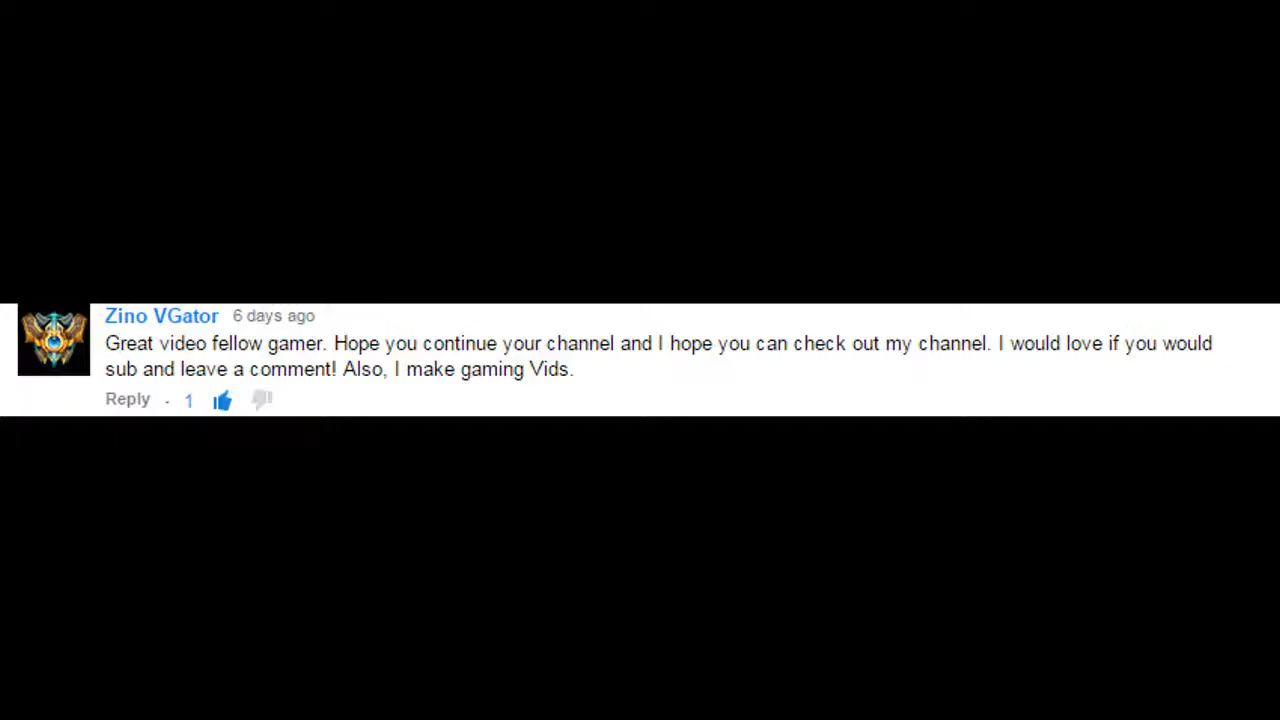 Zino VGator 6 days ago
Great video fellow gamer. Hope you continue your channel and I hope you can check out my channel. I would love if you would
sub and leave a comment! Also, I make gaming Vids.
Reply . 1